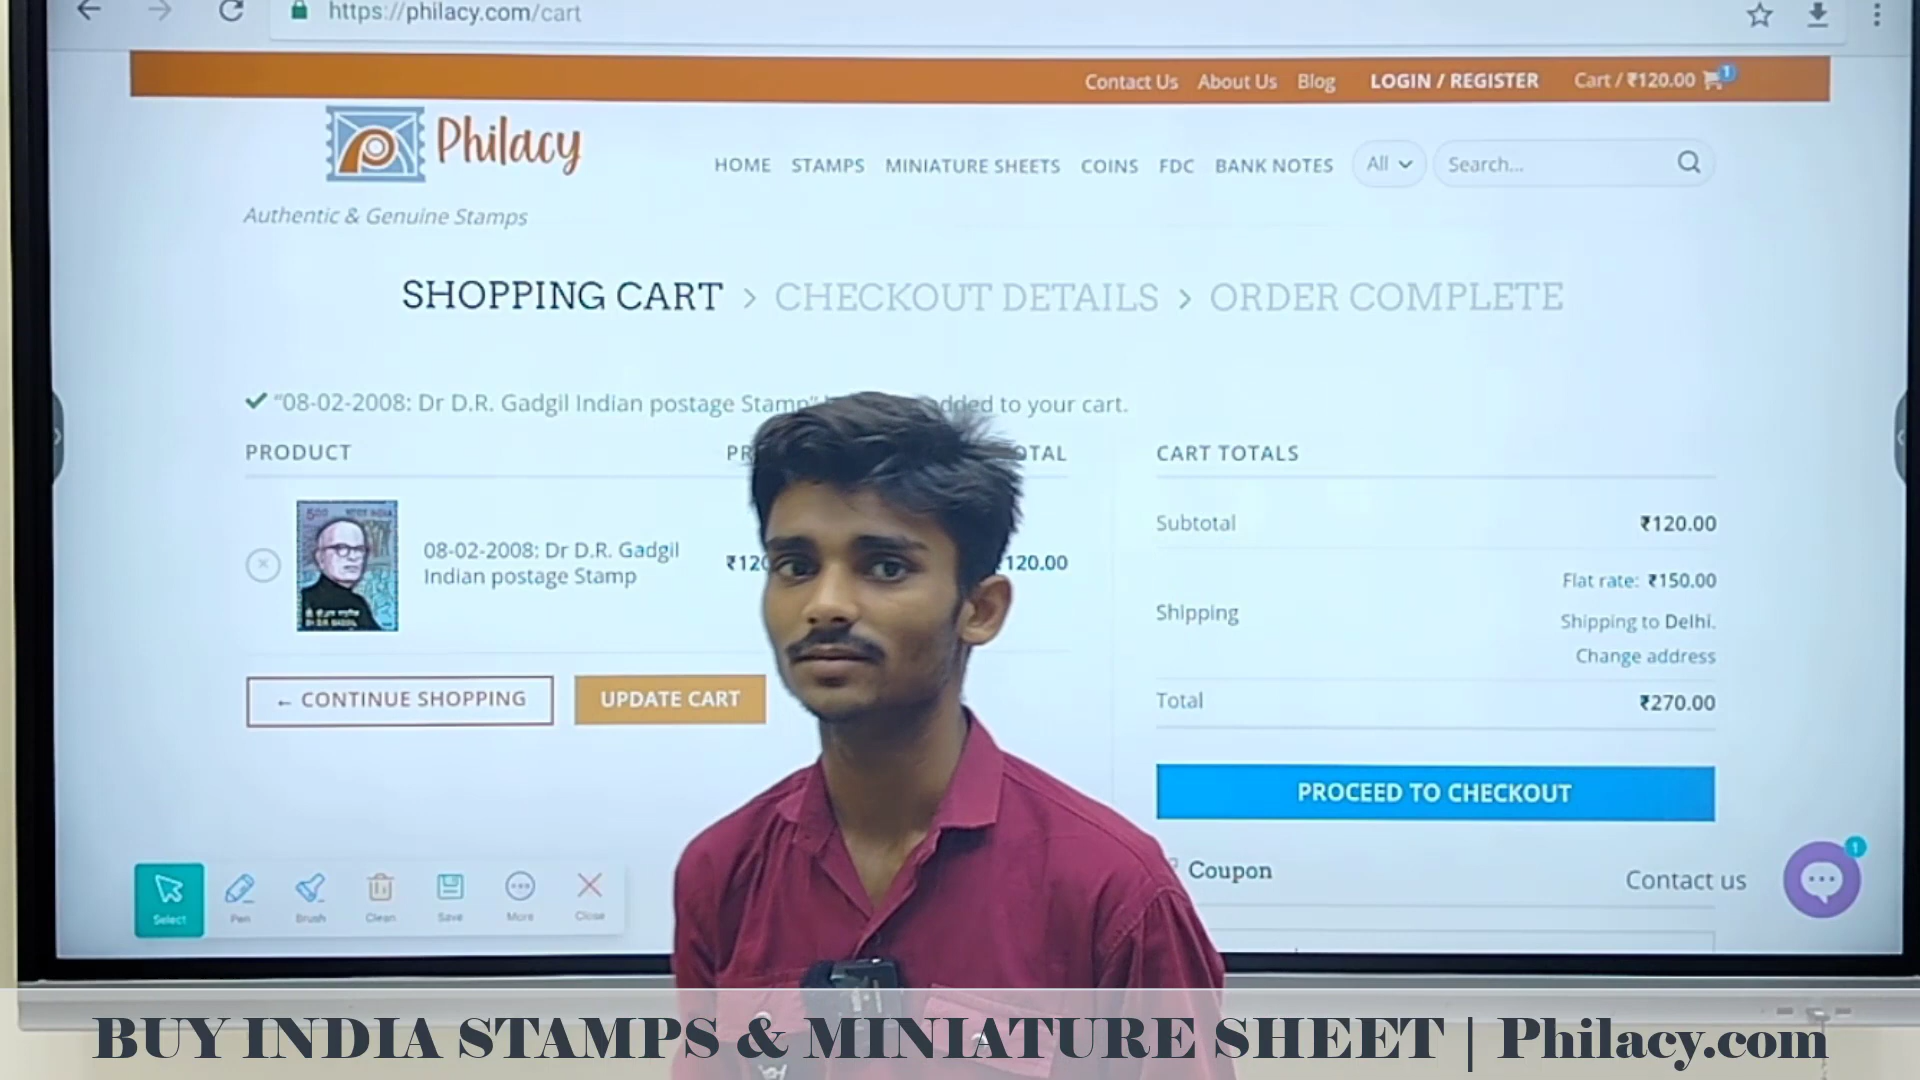 https://philacy.com/cart
Contact Us About Us Blog LOGIN / REGISTER Cart / ₹120.00 1
Philacy
HOME STAMPS MINIATURE SHEETS COINS FDC BANK NOTES All Search...
Authentic & Genuine Stamps
SHOPPING CART > CHECKOUT DETAILS > ORDER COMPLETE
"08-02-2008: Dr D.R. Gadgil Indian postage Stamp" added to your cart.
PRODUCT
CART TOTALS
Subtotal ₹120.00
5.00
08-02-2008: Dr D.R. Gadgil
Indian postage Stamp
120.00
Flat rate: ₹150.00
Shipping
Shipping to Delhi.
Change address
← CONTINUE SHOPPING UPDATE CART
Total ₹270.00
PROCEED TO CHECKOUT
Coupon
Contact us
1
Select Pen Brush Clean Save More Close
BUY INDIA STAMPS & MINIATURE SHEET | Philacy.com